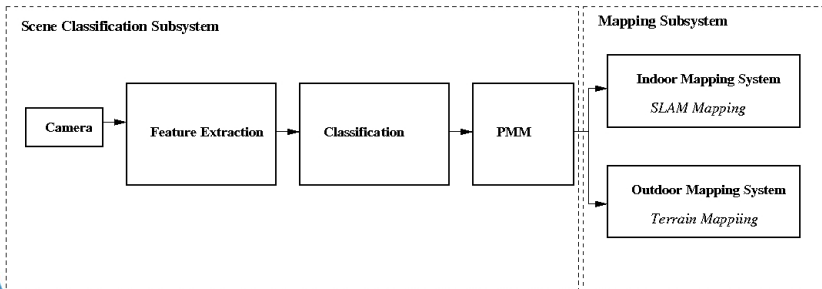 Scene Classification Subsystem
Mapping Subsystem
Camera
Feature Extraction
Classification
PMM
Indoor Mapping System
SLAM Mapping
Outdoor Mapping System
Terrain Mappiing